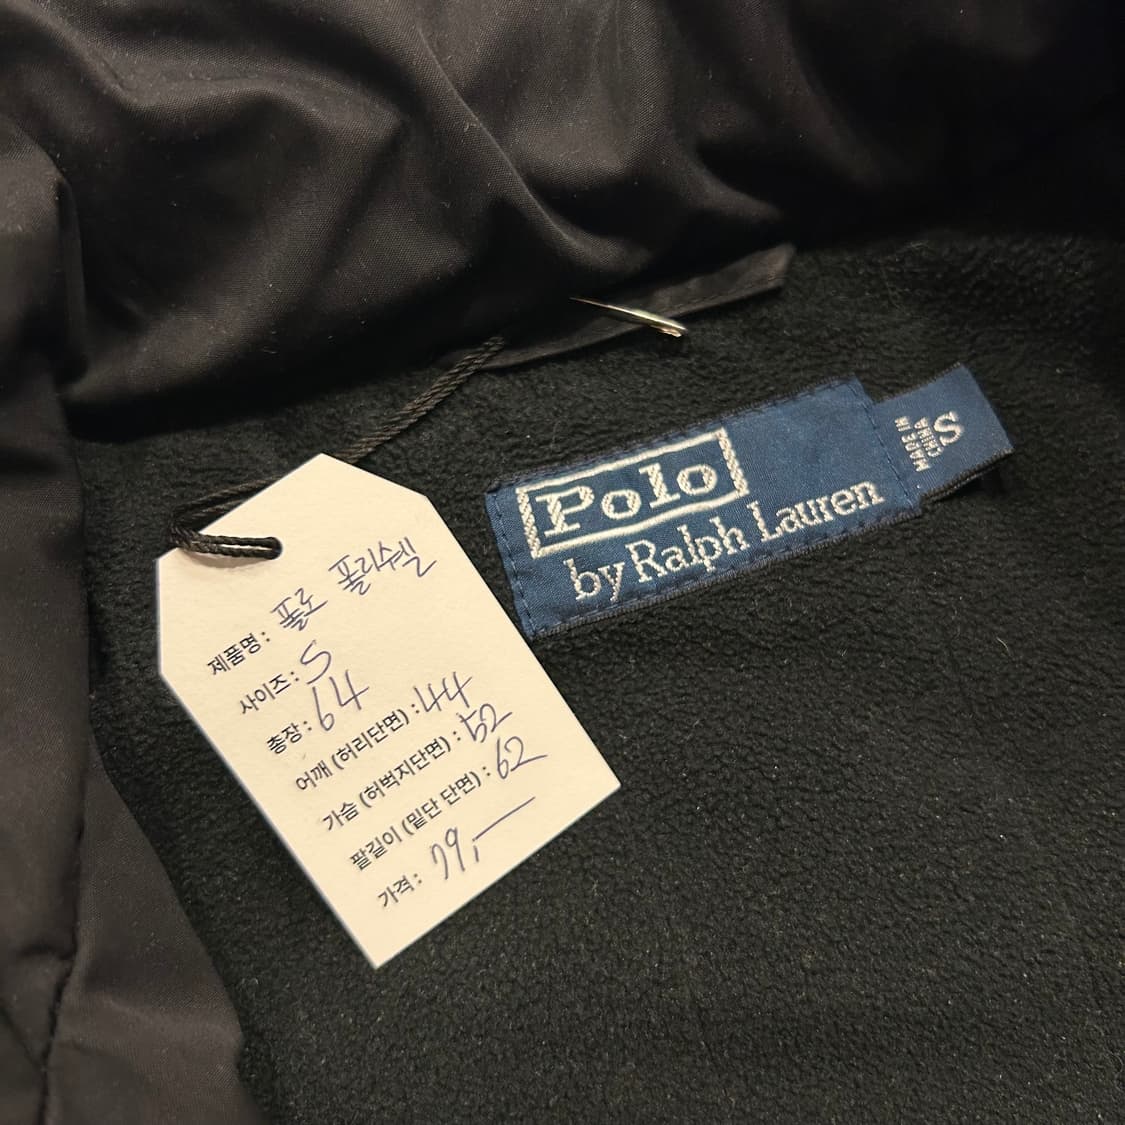 Polo
by Ralph Lauren
MADE IN
CHINA
S
제품명: 폴로 폴리쉘
사이즈: S
총장: 64
어깨 (허리단면) : 44
가슴 (허벅지단면) : 52
팔길이 (밑단 단면) : 62
가격: 79,—